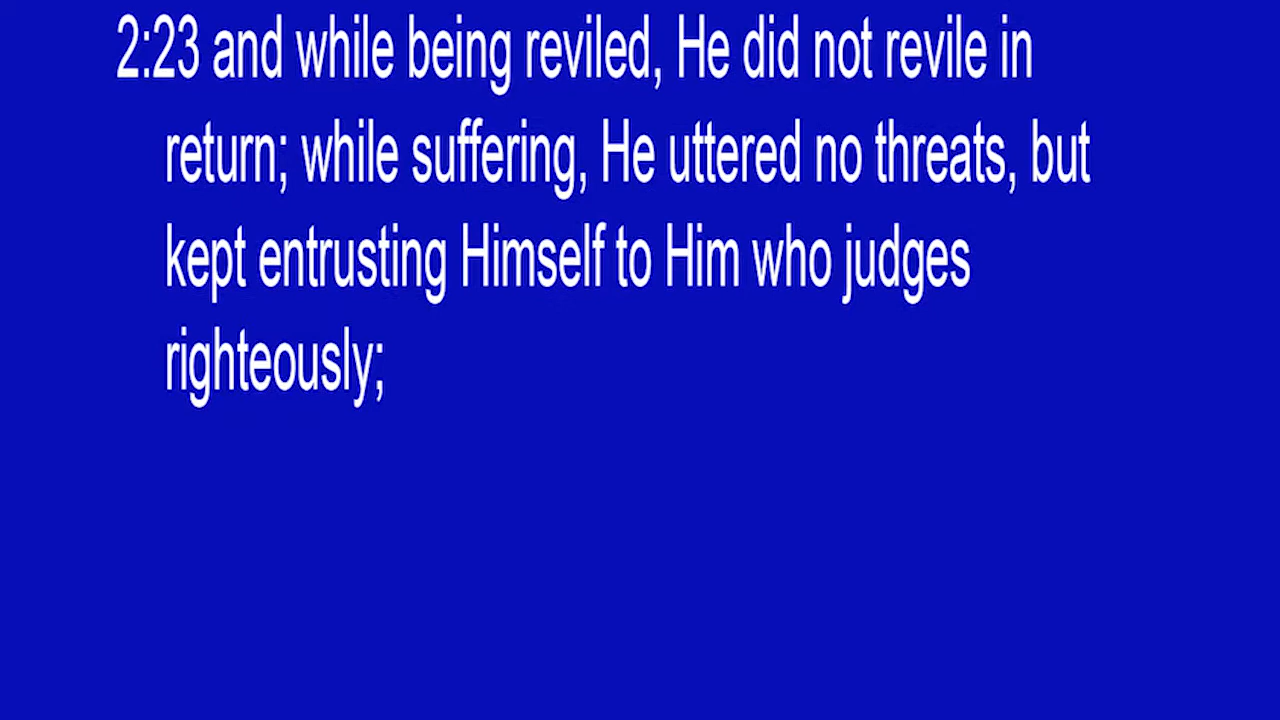 2:23 and while being reviled, He did not revile in
return; while suffering, He uttered no threats, but
kept entrusting Himself to Him who judges
righteously;